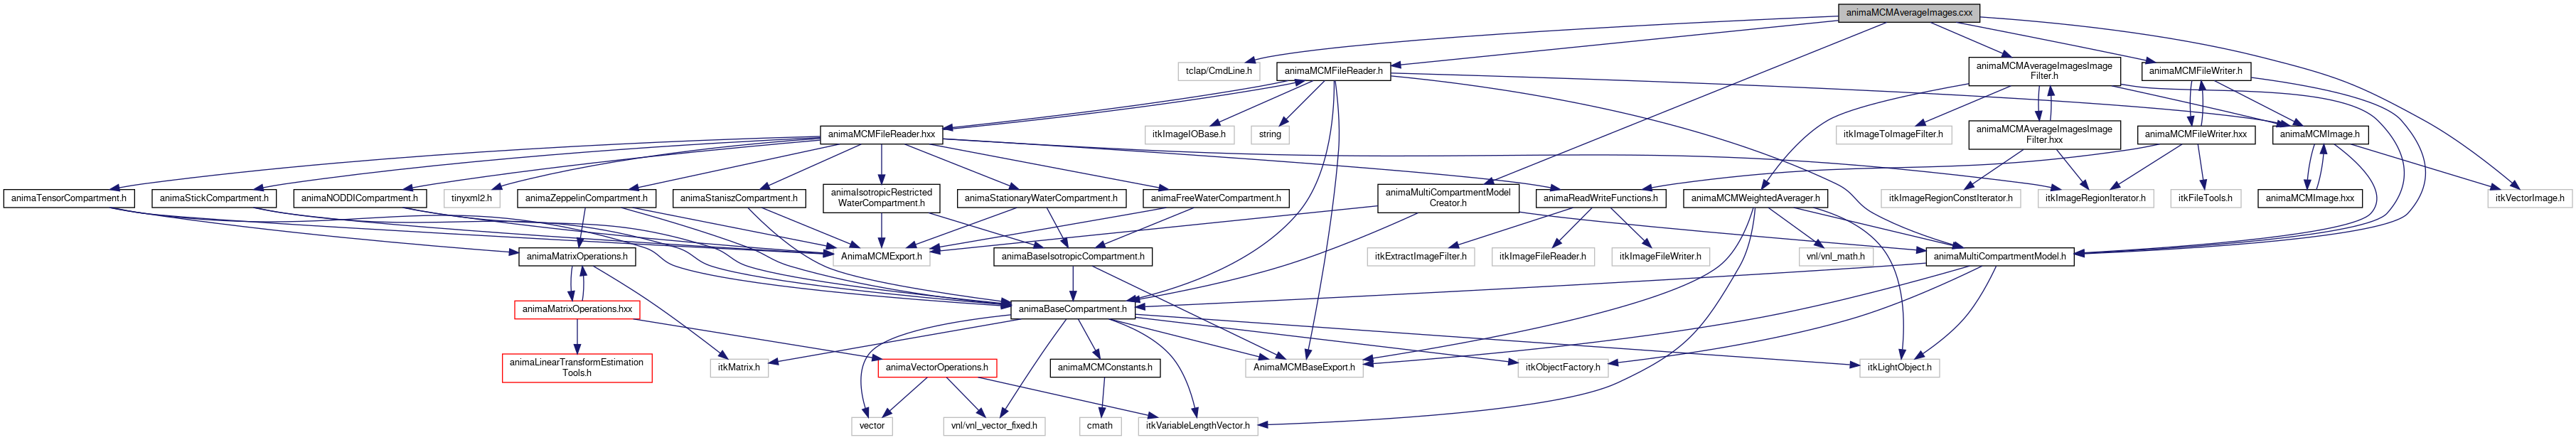 animaMCMAverageImages.cxx
tclap/CmdLine.h
animaMCMFileReader.h
animaMCMAverageImagesImage
Filter.h
animaMCMFileWriter.h
animaMCMFileReader.hxx
itkImageIOBase.h
string
itkImageToImageFilter.h
animaMCMAverageImagesImage
Filter.hxx
animaMCMFileWriter.hxx
animaMCMImage.h
animaTensorCompartment.h
animaStickCompartment.h
animaNODDICompartment.h
tinyxml2.h
animaZeppelinCompartment.h
animaStaniszCompartment.h
animaIsotropicRestricted
WaterCompartment.h
animaStationaryWaterCompartment.h
animaFreeWaterCompartment.h
animaMultiCompartmentModel
Creator.h
animaReadWriteFunctions.h
animaMCMWeightedAverager.h
itkImageRegionConstIterator.h
itkImageRegionIterator.h
itkFileTools.h
animaMCMImage.hxx
itkVectorImage.h
animaMatrixOperations.h
AnimaMCMExport.h
animaBaseIsotropicCompartment.h
itkExtractImageFilter.h
itkImageFileReader.h
itkImageFileWriter.h
vnl/vnl_math.h
animaMultiCompartmentModel.h
animaMatrixOperations.hxx
animaBaseCompartment.h
animaLinearTransformEstimation
Tools.h
itkMatrix.h
animaVectorOperations.h
animaMCMConstants.h
AnimaMCMBaseExport.h
itkObjectFactory.h
itkLightObject.h
vector
vnl/vnl_vector_fixed.h
cmath
itkVariableLengthVector.h